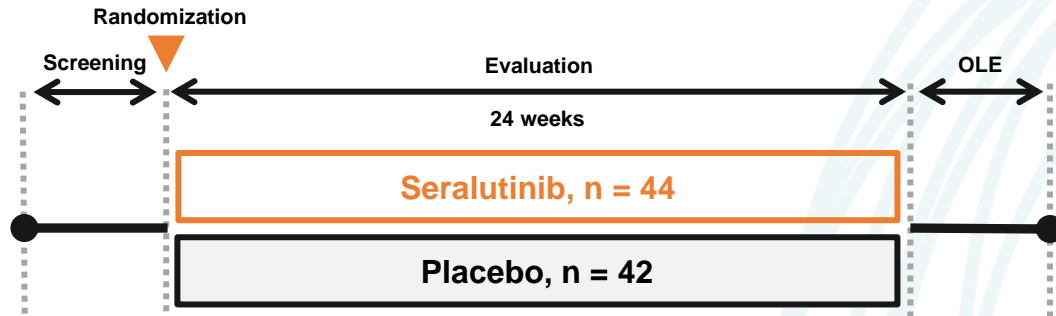 Randomization
Screening
Evaluation
OLE
24 weeks
Seralutinib, n = 44
Placebo, n = 42